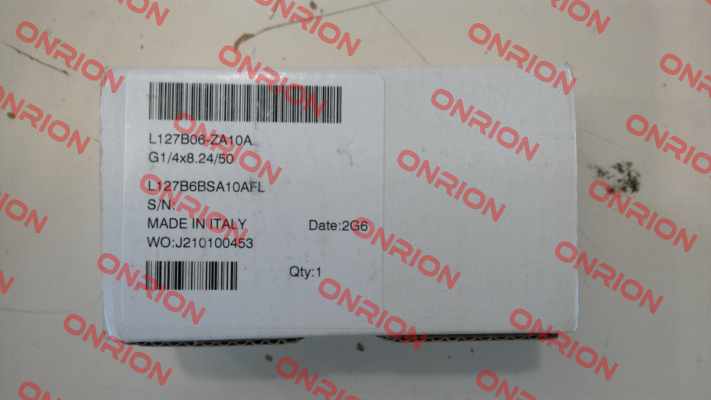 L127B06-ZA10A
G1/4x8.24/50
L127B6BSA10AFL
S/N:
MADE IN ITALY Date:2G6
WO:J210100453
Qty:1
ONRION